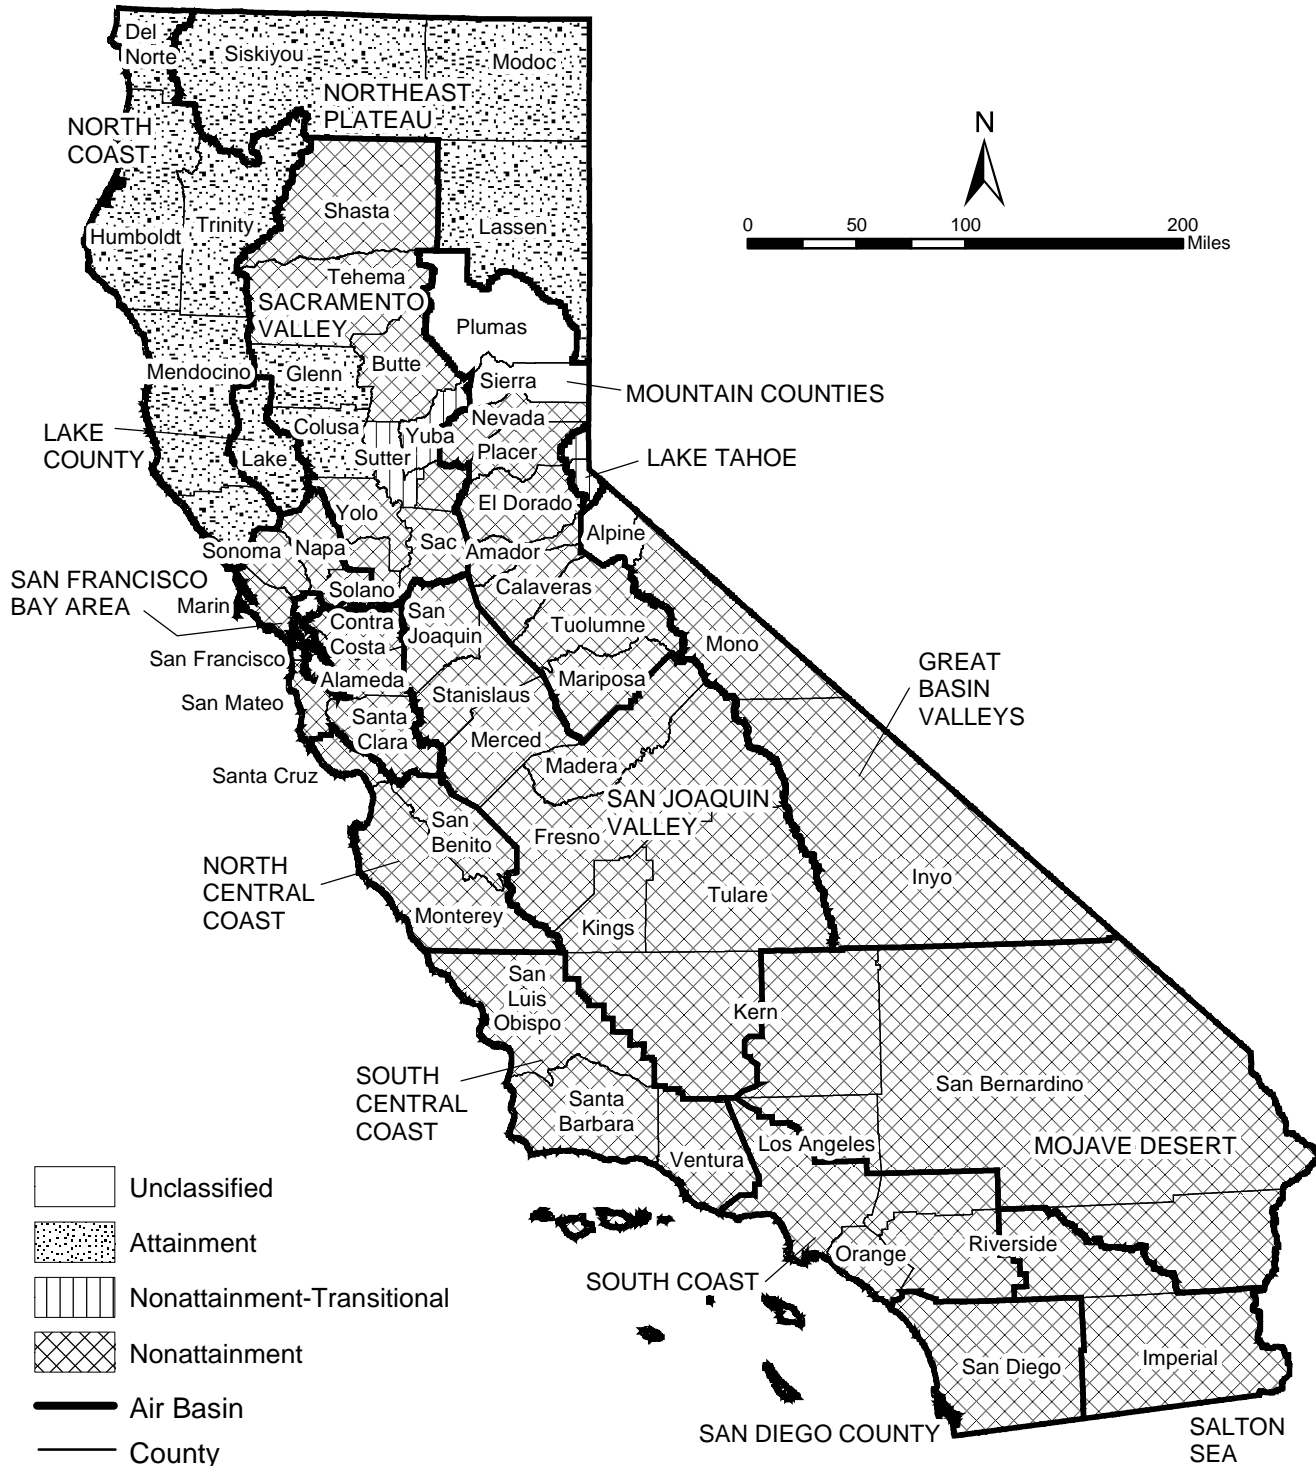 Del
Norte
Siskiyou
Modoc
NORTHEAST
PLATEAU
NORTH
COAST
N
0
50
100
200
Miles
Shasta
Trinity
Humboldt
Lassen
Tehema
SACRAMENTO
VALLEY
Plumas
Butte
Mendocino
Glenn
Sierra
MOUNTAIN COUNTIES
Nevada
Colusa
Yuba
LAKE
COUNTY
Lake
Sutter
Placer
LAKE TAHOE
El Dorado
Yolo
Alpine
Sonoma
Napa
Sac
Amador
SAN FRANCISCO
BAY AREA
Marin
Solano
Calaveras
Contra
Costa
San
Joaquin
Tuolumne
Mono
San Francisco
Alameda
Mariposa
GREAT
BASIN
VALLEYS
San Mateo
Stanislaus
Santa
Clara
Merced
Santa Cruz
Madera
SAN JOAQUIN
VALLEY
San
Benito
Fresno
NORTH
CENTRAL
COAST
Inyo
Tulare
Monterey
Kings
San
Luis
Obispo
Kern
SOUTH
CENTRAL
COAST
Santa
Barbara
San Bernardino
Los Angeles
MOJAVE DESERT
Ventura
Unclassified
Attainment
Orange
Riverside
SOUTH COAST
Nonattainment-Transitional
Nonattainment
San Diego
Imperial
Air Basin
SAN DIEGO COUNTY
SALTON
SEA
County